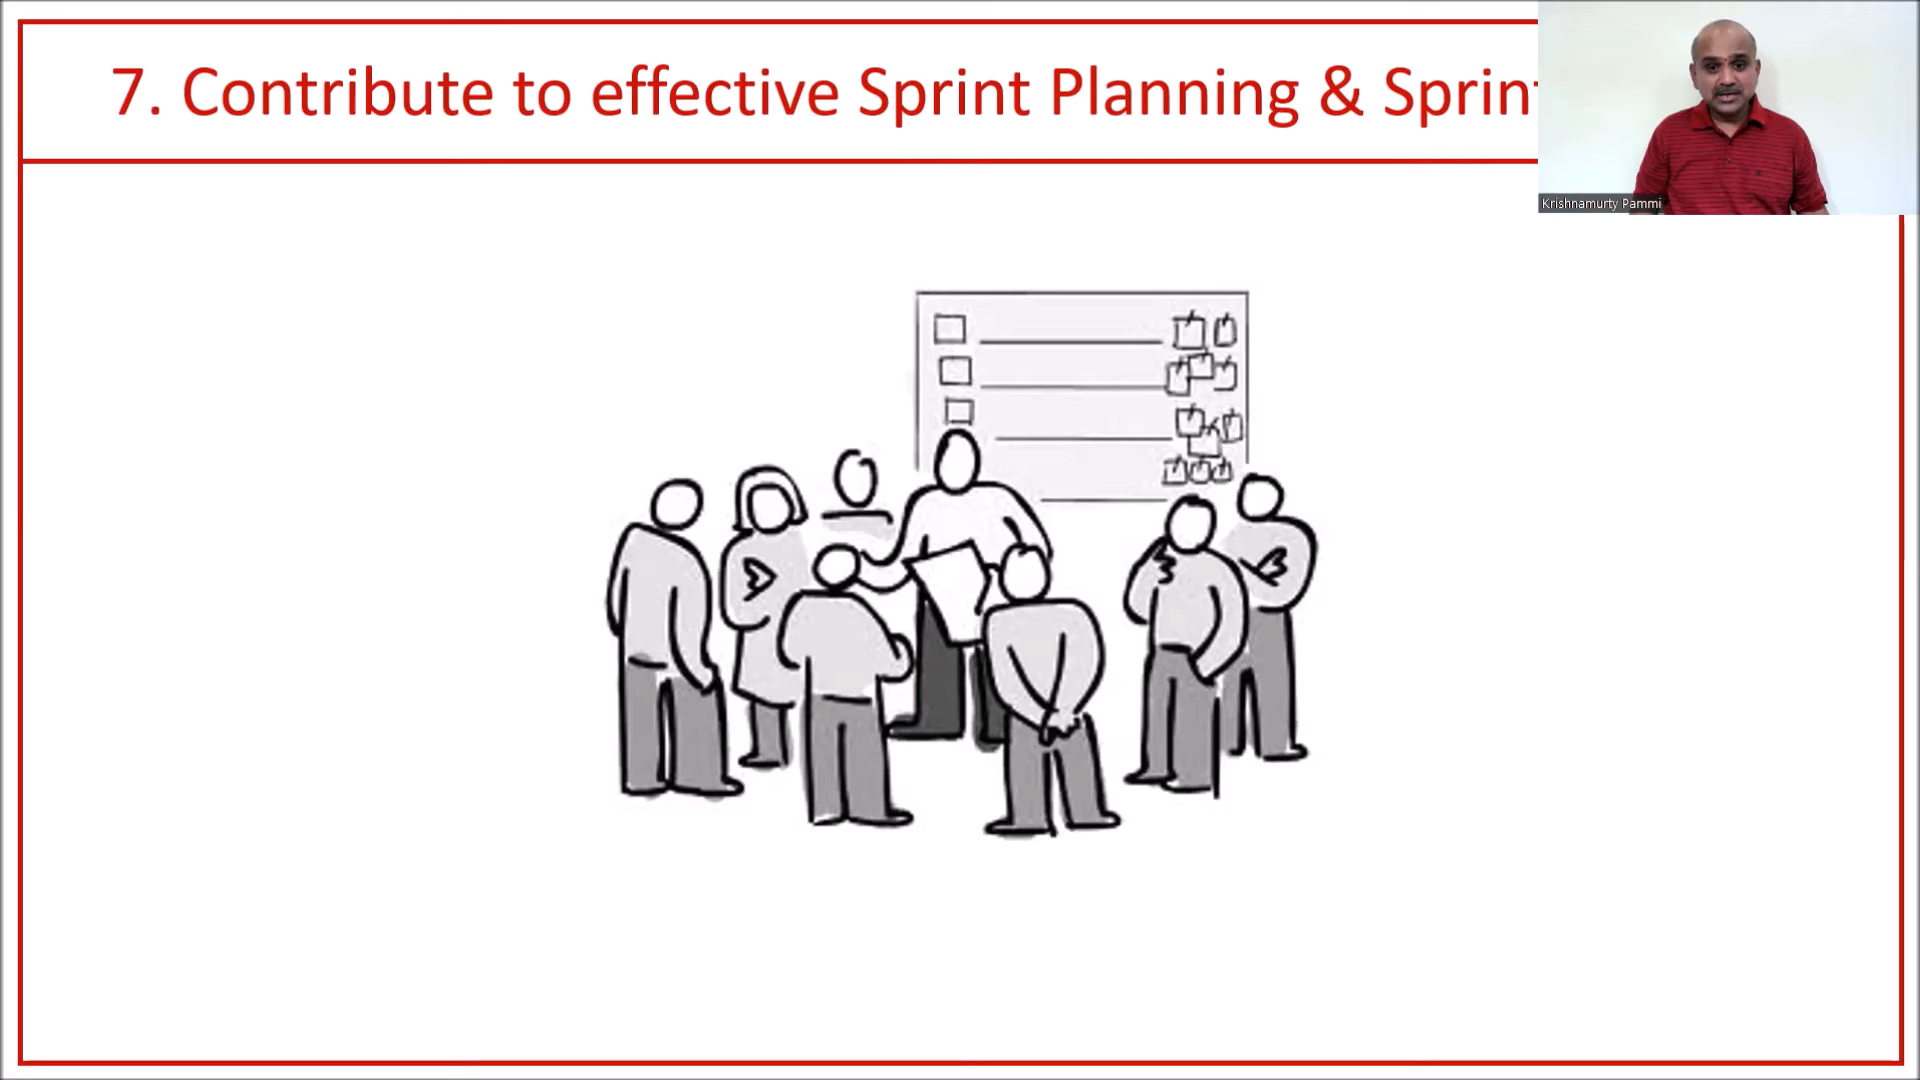 7. Contribute to effective Sprint Planning & Sprin
Krishnamurty Pammi